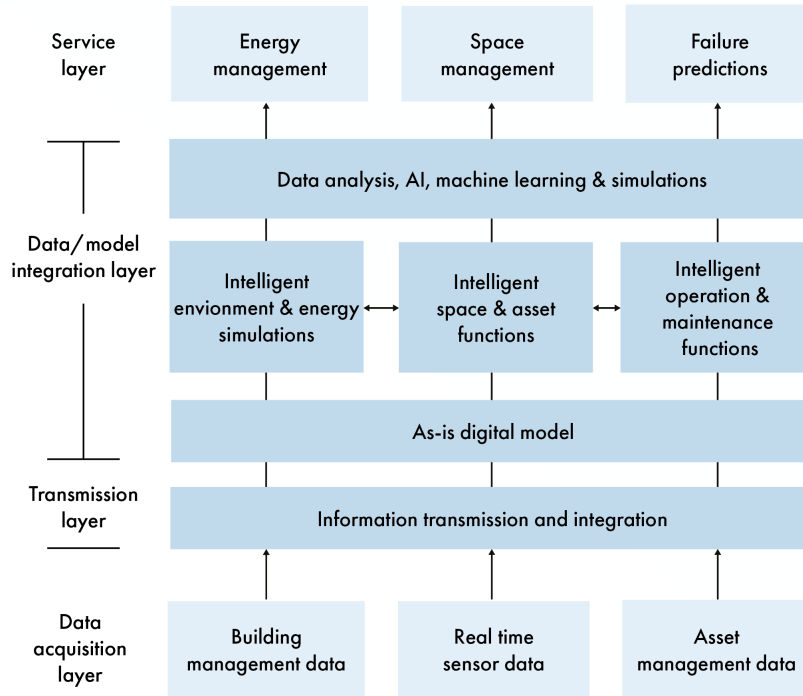 Service
layer
Energy
management
Space
management
Failure
predictions
Data analysis, AI, machine learning & simulations
Data/model
integration layer
Intelligent
envionment & energy
simulations
Intelligent
space & asset
functions
Intelligent
operation &
maintenance
functions
As-is digital model
Transmission
layer
Information transmission and integration
Data
acquisition
layer
Building
management data
Real time
sensor data
Asset
management data